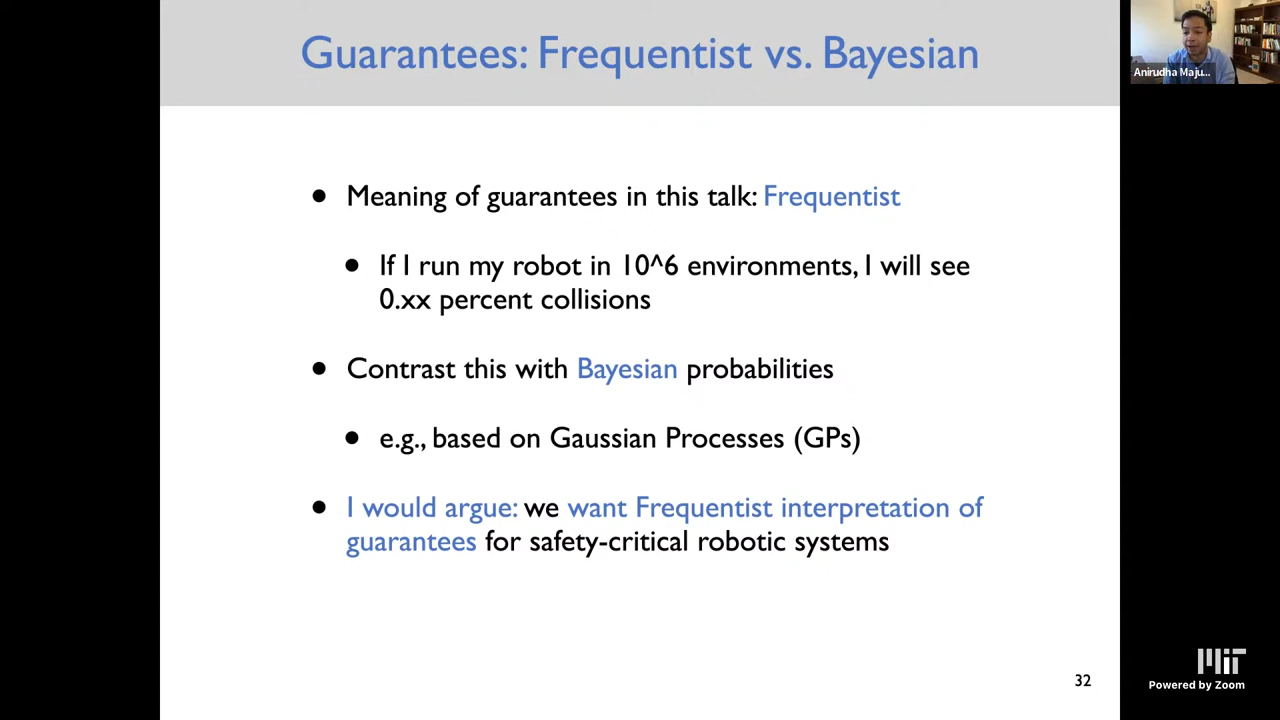 Guarantees: Frequentist vs. Bayesian
Anirudha Maju...
• Meaning of guarantees in this talk: Frequentist
• If I run my robot in 10^6 environments, I will see
0.xx percent collisions
• Contrast this with Bayesian probabilities
• e.g., based on Gaussian Processes (GPs)
• I would argue: we want Frequentist interpretation of
guarantees for safety-critical robotic systems
32
MIT
Powered by Zoom